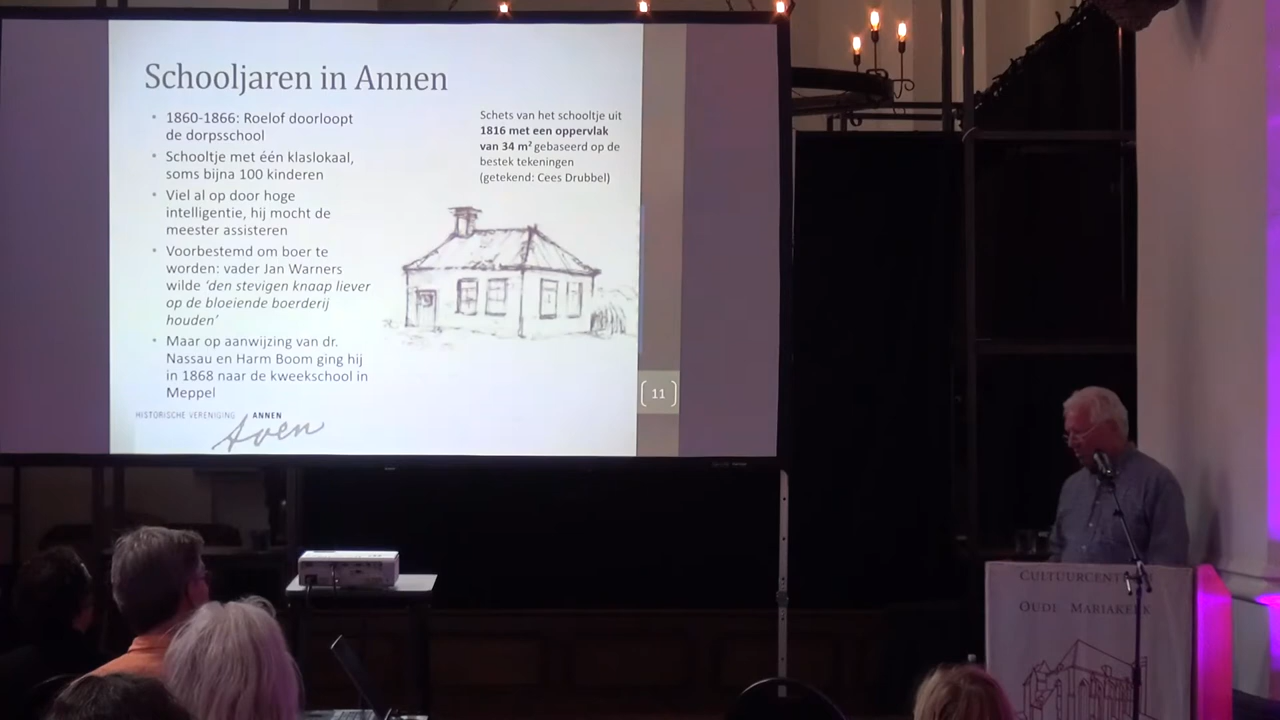 Schooljaren in Annen
1860-1866: Roelof doorloopt
de dorpsschool
Schooltje met één klaslokaal,
soms bijna 100 kinderen
Viel al op door hoge
intelligentie, hij mocht de
meester assisteren
Voorbestemd om boer te
worden: vader Jan Warners
wilde ‘den stevigen knaap liever
op de bloeiende boerderij
houden’
Maar op aanwijzing van dr.
Nassau en Harm Boom ging hij
in 1868 naar de kweekschool in
Meppel
Schets van het schooltje uit
1816 met een oppervlak
van 34 m² gebaseerd op de
bestek tekeningen
(getekend: Cees Drubbel)
11
HISTORISCHE VERENIGING ANNEN
OUDE MARIAKERK